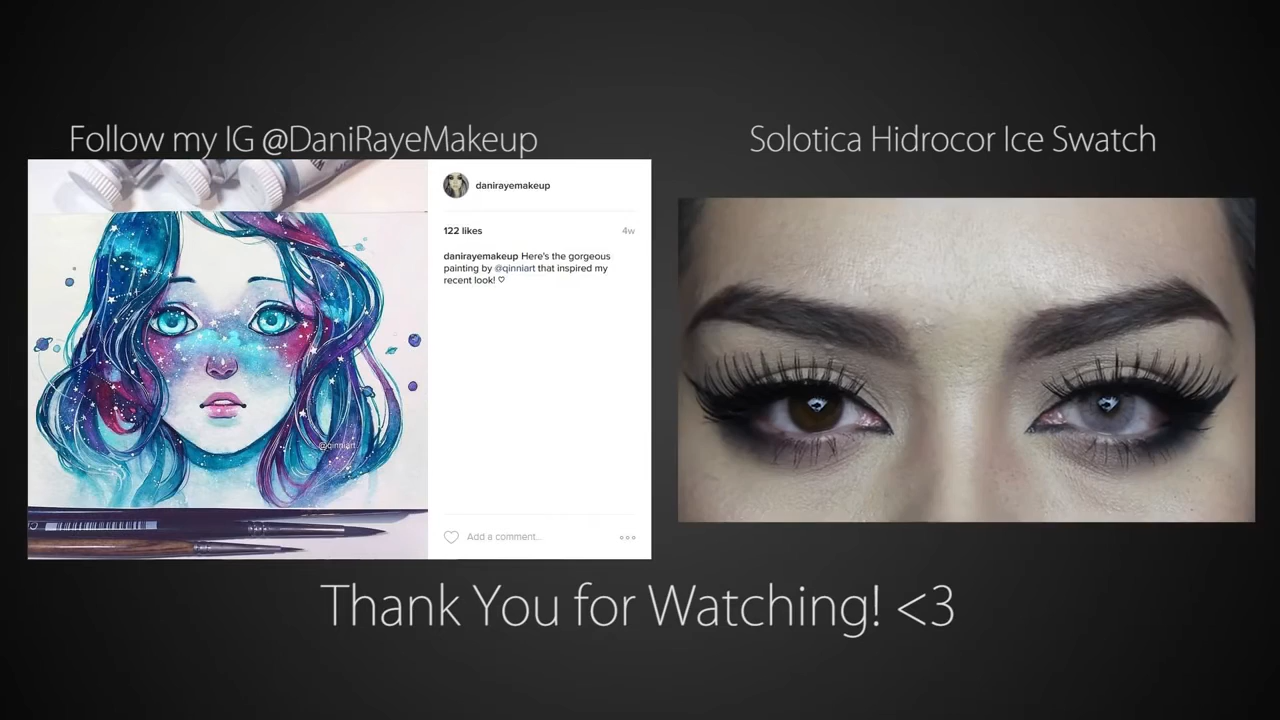 Follow my IG @DaniRayeMakeup
Solotica Hidrocor Ice Swatch
danirayemakeup
122 likes
4w
danirayemakeup Here's the gorgeous
painting by @qinniart that inspired my
recent look! ♡
@qinniart
Add a comment...
Thank You for Watching! <3